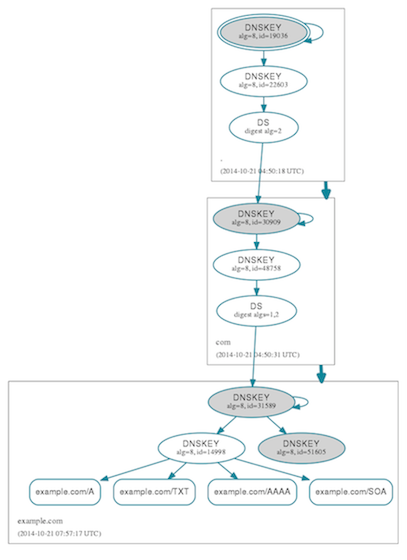 DNSKEY
alg=8, id=19036
DNSKEY
alg=8, id=22603
DS
digest alg=2
.
(2014-10-21 04:50:18 UTC)
DNSKEY
alg=8, id=30909
DNSKEY
alg=8, id=48758
DS
digest algs=1,2
com
(2014-10-21 04:50:31 UTC)
DNSKEY
alg=8, id=31589
DNSKEY
alg=8, id=14998
DNSKEY
alg=8, id=51605
example.com/A
example.com/TXT
example.com/AAAA
example.com/SOA
example.com
(2014-10-21 07:57:17 UTC)